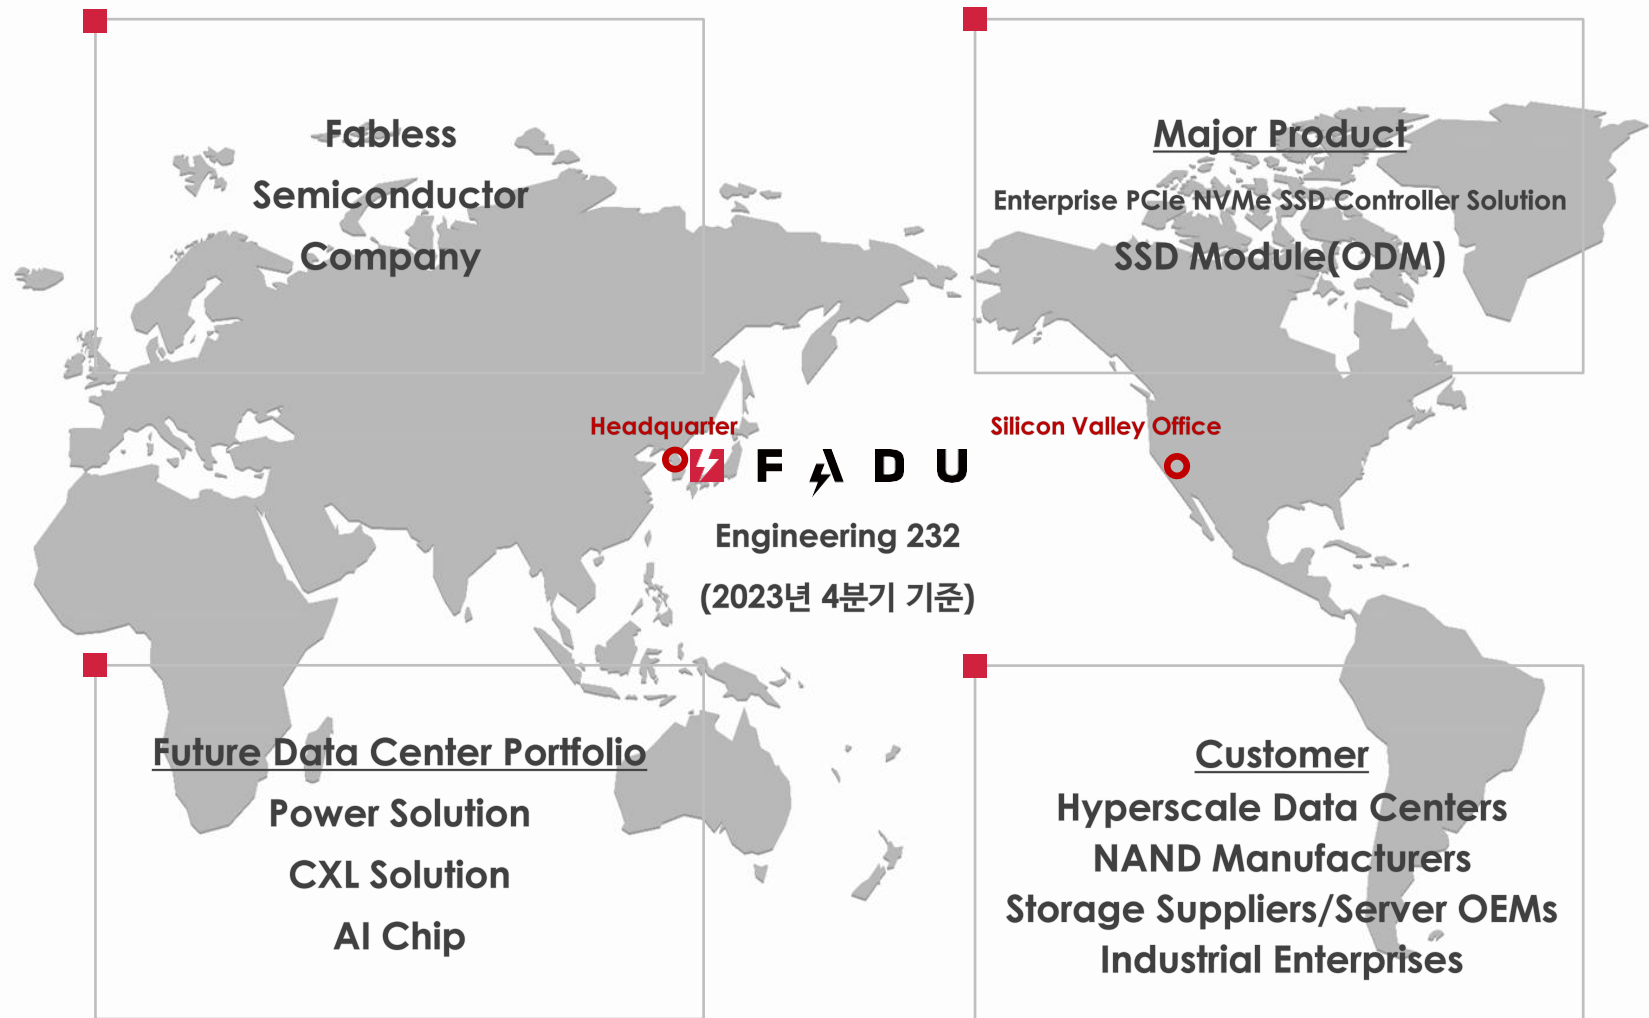 Fabless
Semiconductor
Company
Major Product
Enterprise PCIe NVMe SSD Controller Solution
SSD Module(ODM)
Headquarter
Silicon Valley Office
FADU
Engineering 232
(2023년 4분기 기준)
Future Data Center Portfolio
Power Solution
CXL Solution
AI Chip
Customer
Hyperscale Data Centers
NAND Manufacturers
Storage Suppliers/Server OEMs
Industrial Enterprises